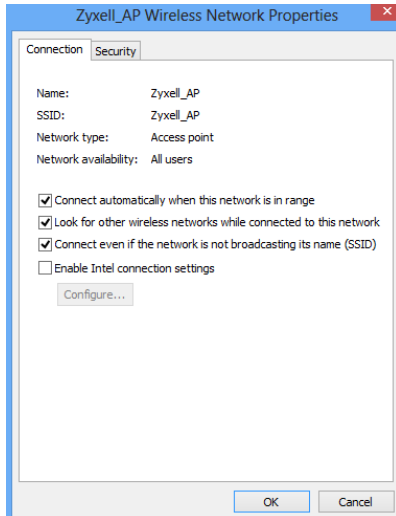 Zyxell_AP Wireless Network Properties
Connection Security
Name: Zyxell_AP
SSID: Zyxell_AP
Network type: Access point
Network availability: All users
Connect automatically when this network is in range
Look for other wireless networks while connected to this network
Connect even if the network is not broadcasting its name (SSID)
Enable Intel connection settings
Configure...
OK Cancel